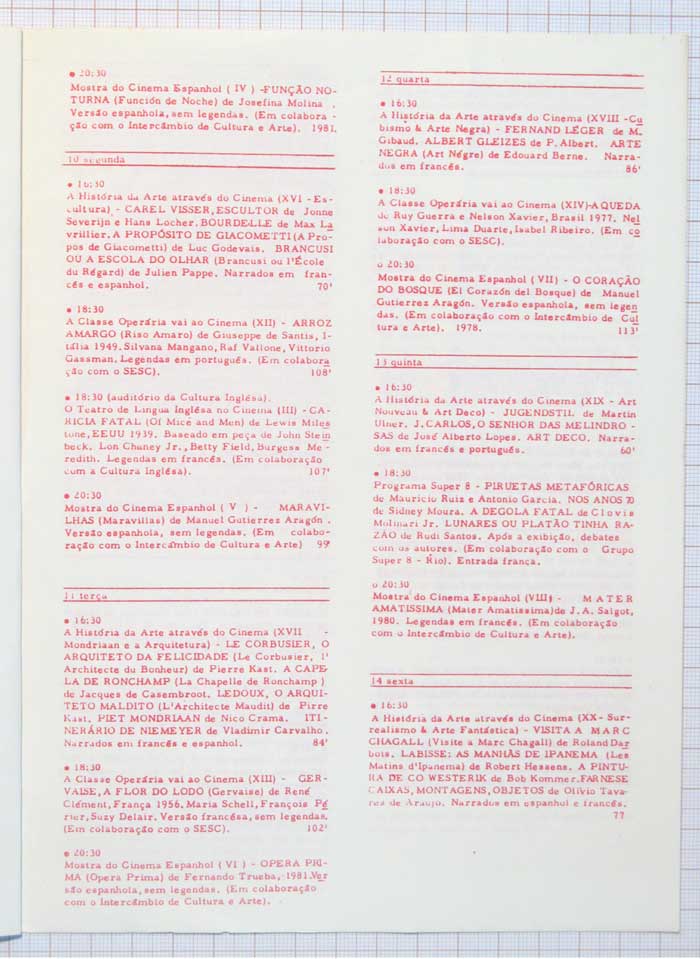 • 20:30
Mostra do Cinema Espanhol ( IV ) -FUNÇÃO NO-
TURNA (Función de Noche) de Josefina Molina .
Versão espanhola, sem legendas. (Em colabora -
ção com o Intercâmbio de Cultura e Arte). 1981.
10 segunda
• 16:30
A História da Arte através do Cinema (XVI -Es-
cultura) - CAREL VISSER, ESCULTOR de Jonne
Severijn e Hans Locher. BOURDELLE de Max La
vrillier. A PROPÓSITO DE GIACOMETTI (A Pro-
pos de Giacometti) de Luc Godevais. BRANCUSI
OU A ESCOLA DO OLHAR (Brancusi ou l'École
du Régard) de Julien Pappe. Narrados em fran-
cês e espanhol. 70'
• 18:30
A Classe Operária vai ao Cinema (XII) - ARROZ
AMARGO (Riso Amaro) de Giuseppe de Santis, I-
tália 1949. Silvana Mangano, Raf Vallone, Vittorio
Gassman. Legendas em português. (Em colabora
ção com o SESC). 108'
• 18:30 (auditório da Cultura Inglêsa).
O Teatro de Língua Inglêsa no Cinema (III) - CA-
RICIA FATAL (Of Mice and Men) de Lewis Miles
tone, EEUU 1939. Baseado em peça de John Stein
beck. Lon Chaney Jr., Betty Field, Burgess Me -
redith. Legendas em francês. (Em colaboração
com a Cultura Inglêsa). 107'
• 20:30
Mostra do Cinema Espanhol ( V ) - MARAVI-
LHAS (Maravillas) de Manuel Gutierrez Aragón .
Versão espanhola, sem legendas. (Em colabo-
ração com o Intercâmbio de Cultura e Arte) 99'
11 terça
• 16:30
A História da Arte através do Cinema (XVII -
Mondriaan e a Arquitetura) - LE CORBUSIER, O
ARQUITETO DA FELICIDADE (Le Corbusier, l'
Architecte du Bonheur) de Pierre Kast. A CAPE-
LA DE RONCHAMP (La Chapelle de Ronchamp )
de Jacques de Casembroot. LEDOUX, O ARQUI-
TETO MALDITO (L'Architecte Maudit) de Pirre
Kast. PIET MONDRIAAN de Nico Crama. ITI-
NERÁRIO DE NIEMEYER de Vladimir Carvalho.
Narrados em francês e espanhol. 84'
• 18:30
A Classe Operária vai ao Cinema (XIII) - GER-
VAISE, A FLOR DO LODO (Gervaise) de René
Clément, França 1956. Maria Schell, François Pé
rier, Suzy Delair. Versão francêsa, sem legendas.
(Em colaboração com o SESC). 102'
• 20:30
Mostra do Cinema Espanhol ( VI ) - OPERA PRI-
MA (Opera Prima) de Fernando Trueba, 1981. Ver
são espanhola, sem legendas. (Em colaboração
com o Intercâmbio de Cultura e Arte).
12 quarta
• 16:30
A História da Arte através do Cinema (XVIII -Cu
bismo & Arte Negra) - FERNAND LÉGER de M.
Gibaud. ALBERT GLEIZES de P. Albert. ARTE
NEGRA (Art Négre) de Edouard Berne. Narra-
dos em francês. 86'
• 18:30
A Classe Operária vai ao Cinema (XIV)-A QUEDA
de Ruy Guerra e Nelson Xavier, Brasil 1977. Nel
son Xavier, Lima Duarte, Isabel Ribeiro. (Em co
laboração com o SESC).
o 20:30
Mostra do Cinema Espanhol ( VII ) - O CORAÇÃO
DO BOSQUE (El Corazón del Bosque) de Manuel
Gutierrez Aragón. Versão espanhola, sem legen
das. (Em colaboração com o Intercâmbio de Cul
tura e Arte). 1978. 113'
13 quinta
• 16:30
A História da Arte através do Cinema (XIX - Art
Nouveau & Art Deco) - JUGENDSTIL de Martin
Ulner. J. CARLOS, O SENHOR DAS MELINDRO -
SAS de José Alberto Lopes. ART DECO. Narra-
dos em francês e português. 60'
• 18:30
Programa Super 8 - PIRUETAS METAFÓRICAS
de Mauricio Ruiz e Antonio Garcia. NOS ANOS 70
de Sidney Moura. A DEGOLA FATAL de Clovis
Molinari Jr. LUNARES OU PLATÃO TINHA RA-
ZÃO de Rudi Santos. Após a exibição, debates
com os autores. (Em colaboração com o Grupo
Super 8 - Rio). Entrada franca.
o 20:30
Mostra do Cinema Espanhol (VIII) - MATER
AMATISSIMA (Mater Amatissima) de J. A. Salgot,
1980. Legendas em francês. (Em colaboração
com o Intercâmbio de Cultura e Arte).
14 sexta
• 16:30
A História da Arte através do Cinema (XX - Sur-
realismo & Arte Fantástica) - VISITA A MARC
CHAGALL (Visite a Marc Chagall) de Roland Dar
bois. LABISSE: AS MANHÃS DE IPANEMA (Les
Matins d'Ipanema) de Robert Hessens. A PINTU-
RA DE CO WESTERIK de Bob Kommer. FARNESE
CAIXAS, MONTAGENS, OBJETOS de Olívio Tava-
res de Araujo. Narrados em espanhol e francês.
77